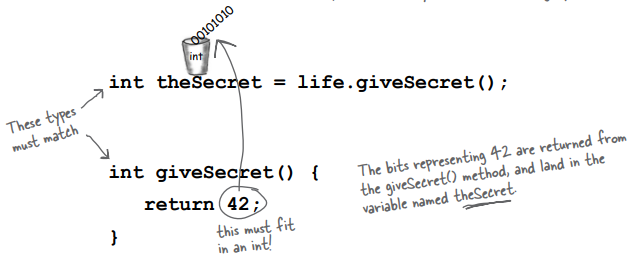 00101010
int
int theSecret = life.giveSecret();
These types
must match
int giveSecret() {
return 42;
}
this must fit
in an int!
The bits representing 42 are returned from
the giveSecret() method, and land in the
variable named theSecret.